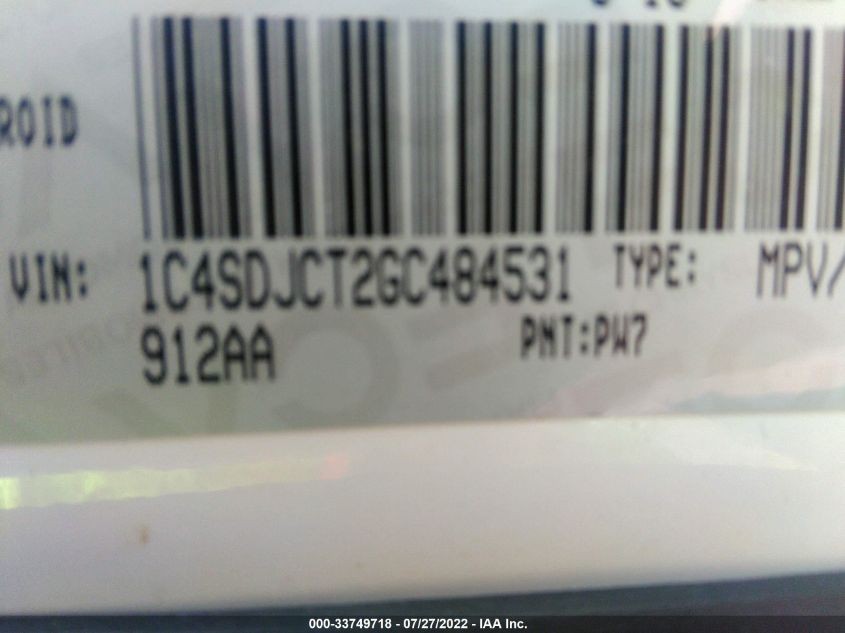 ROID
VIN: 1C4SDJCT2GC484531 TYPE: MPV/
912AA PNT:PW7
000-33749718 - 07/27/2022 - IAA Inc.